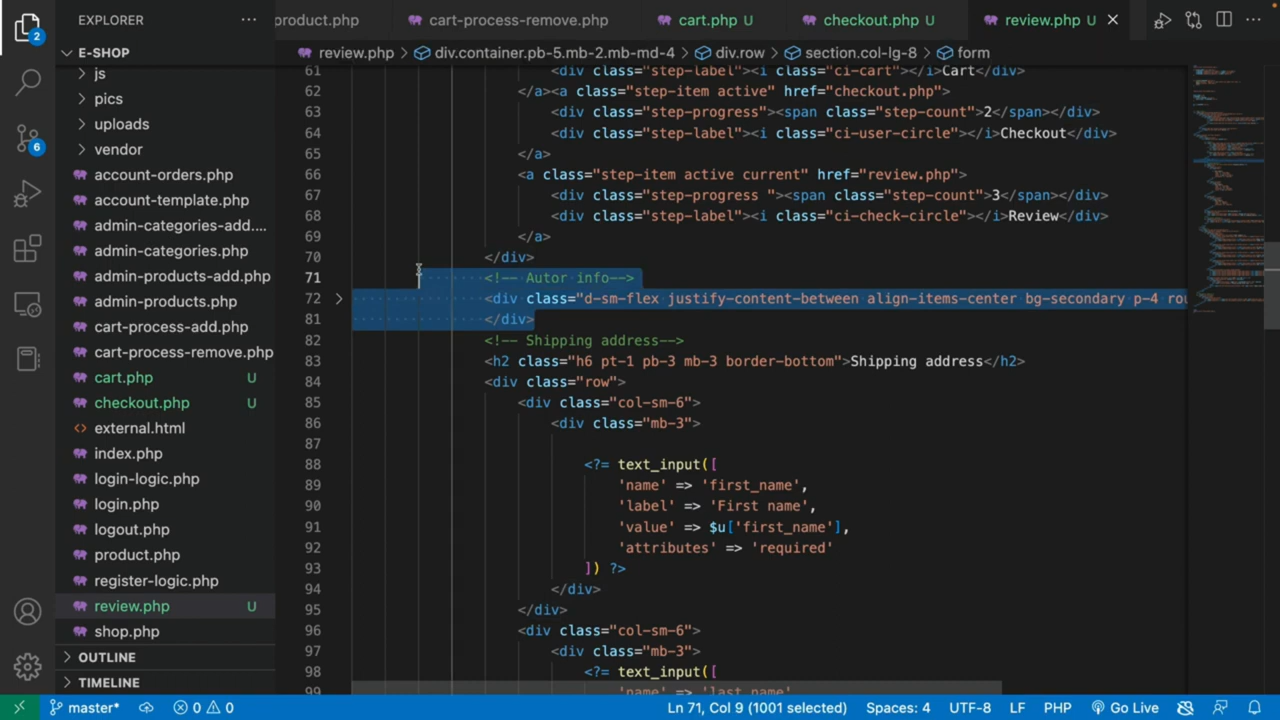 EXPLORER
product.php
cart-process-remove.php
cart.php U
checkout.php U
review.php U
E-SHOP
review.php > div.container.pb-5.mb-2.mb-md-4 > div.row > section.col-lg-8 > form
js
pics
uploads
vendor
account-orders.php
account-template.php
admin-categories-add....
admin-categories.php
admin-products-add.php
admin-products.php
cart-process-add.php
cart-process-remove.php
cart.php U
checkout.php U
external.html
index.php
login-logic.php
login.php
logout.php
product.php
register-logic.php
review.php U
shop.php
OUTLINE
TIMELINE
2
6
61 <div class="step-label"><i class="ci-cart"></i>Cart</div>
62 </a><a class="step-item active" href="checkout.php">
63 <div class="step-progress"><span class="step-count">2</span></div>
64 <div class="step-label"><i class="ci-user-circle"></i>Checkout</div>
65 </a>
66 <a class="step-item active current" href="review.php">
67 <div class="step-progress "><span class="step-count">3</span></div>
68 <div class="step-label"><i class="ci-check-circle"></i>Review</div>
69 </a>
70 </div>
71 <!-- Autor info-->
72 <div class="d-sm-flex justify-content-between align-items-center bg-secondary p-4 rou
81 </div>
82 <!-- Shipping address-->
83 <h2 class="h6 pt-1 pb-3 mb-3 border-bottom">Shipping address</h2>
84 <div class="row">
85 <div class="col-sm-6">
86 <div class="mb-3">
87
88 <?= text_input([
89 'name' => 'first_name',
90 'label' => 'First name',
91 'value' => $u['first_name'],
92 'attributes' => 'required'
93 ]) ?>
94 </div>
95 </div>
96 <div class="col-sm-6">
97 <div class="mb-3">
98 <?= text_input([
99 'name' => 'last_name'
master* 0 0 Ln 71, Col 9 (1001 selected) Spaces: 4 UTF-8 LF PHP Go Live